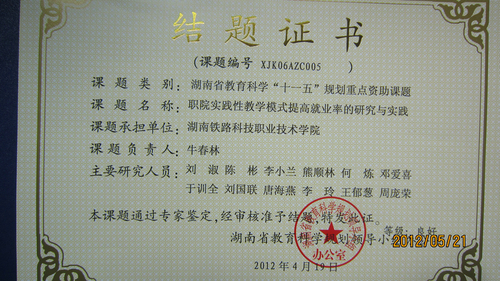 结题证书
(课题编号 XJK06AZC005 )
课题类别：湖南省教育科学“十一五”规划重点资助课题
课题名称：职院实践性教学模式提高就业率的研究与实践
课题承担单位：湖南铁路科技职业技术学院
课题负责人：牛春林
主要研究人员：刘淑 陈彬 李小兰 熊顺林 何炼 邓爱喜
于训全 刘国联 唐海燕 李玲 王郁葱 周庞荣
本课题通过专家鉴定，经审核准予结题，特发此证。
等级：良好
湖南省教育科学规划领导小
办公室
2012年4月19日
2012/05/21